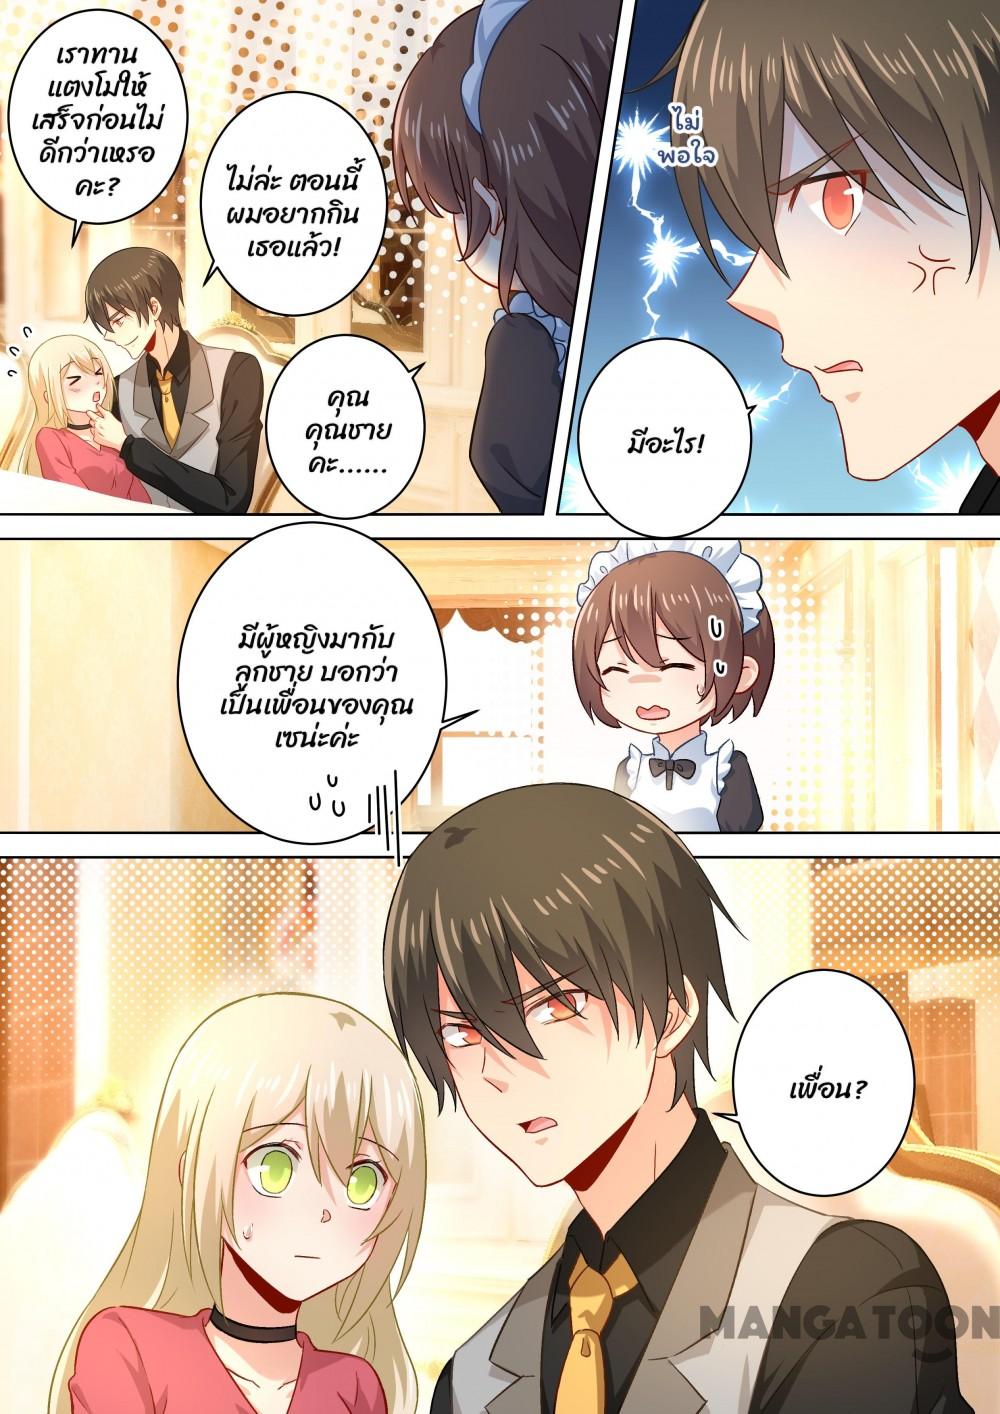 เราทาน
แตงโมให้
เสร็จก่อนไม่
ดีกว่าเหรอ
คะ?
ไม่ล่ะ ตอนนี้
ผมอยากกิน
เธอแล้ว!
คุณ
คุณชาย
คะ......
ไม่
พอใจ
มีอะไร!
มีผู้หญิงมากับ
ลูกชาย บอกว่า
เป็นเพื่อนของคุณ
เซน่ะค่ะ
เพื่อน?
MANGATOON